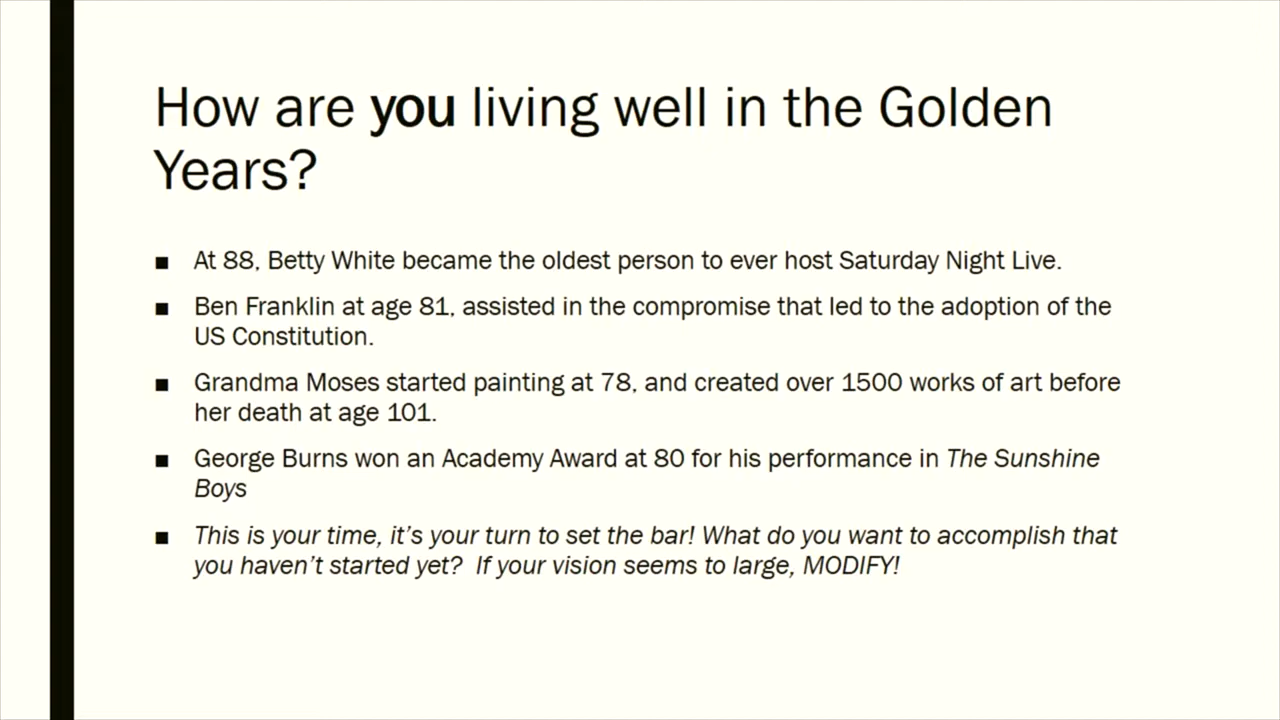 How are you living well in the Golden
Years?
■ At 88, Betty White became the oldest person to ever host Saturday Night Live.
■ Ben Franklin at age 81, assisted in the compromise that led to the adoption of the
US Constitution.
■ Grandma Moses started painting at 78, and created over 1500 works of art before
her death at age 101.
■ George Burns won an Academy Award at 80 for his performance in The Sunshine
Boys
■ This is your time, it’s your turn to set the bar! What do you want to accomplish that
you haven’t started yet?  If your vision seems to large, MODIFY!